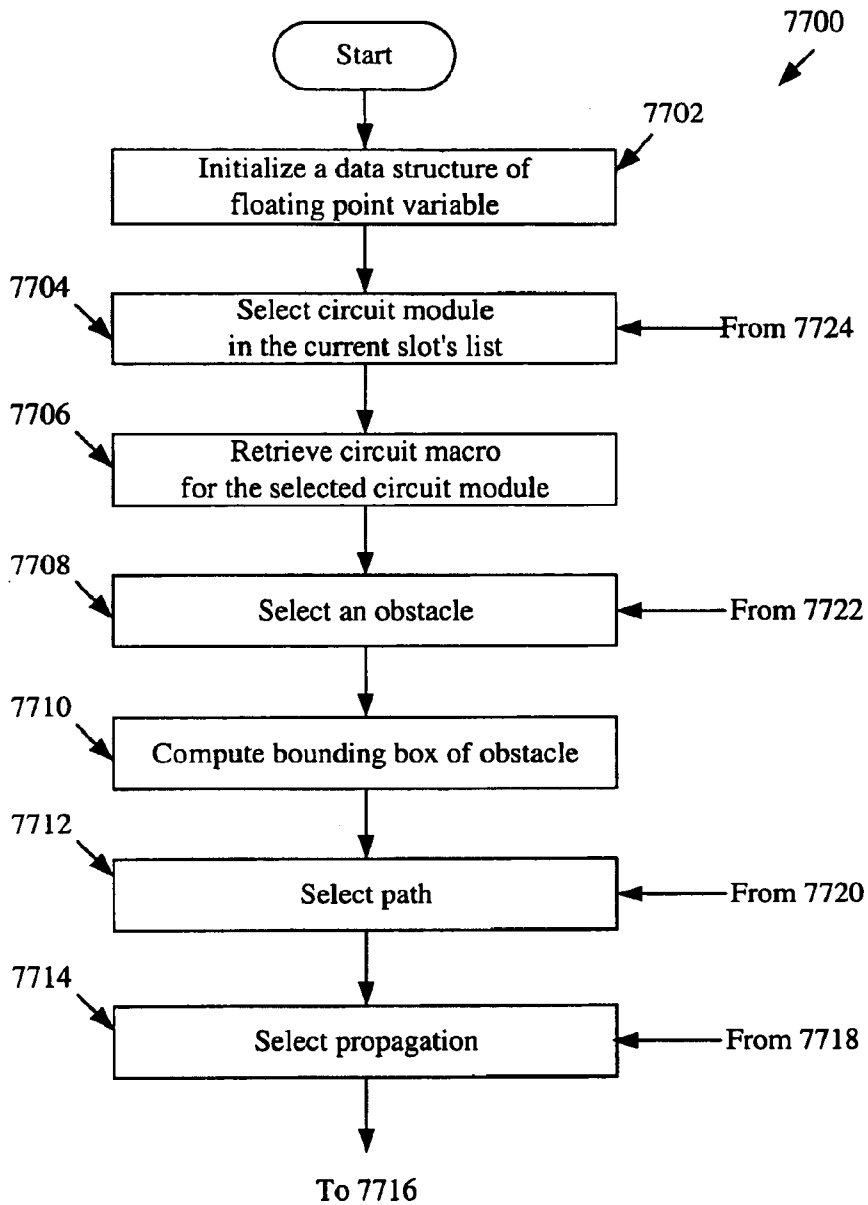 7700
Start
7702
Initialize a data structure of
floating point variable
7704
Select circuit module
in the current slot's list
From 7724
7706
Retrieve circuit macro
for the selected circuit module
7708
Select an obstacle
From 7722
7710
Compute bounding box of obstacle
7712
Select path
From 7720
7714
Select propagation
From 7718
To 7716